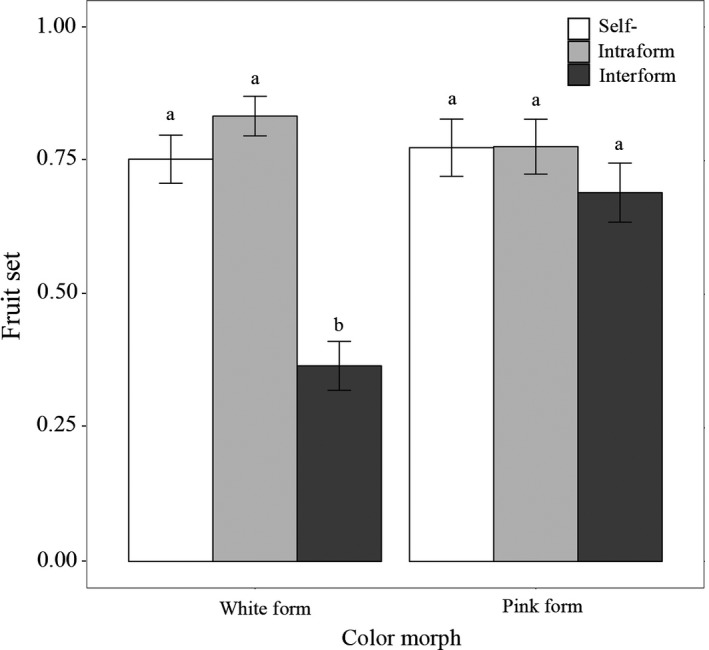 1.00
0.75
0.50
0.25
0.00
Fruit set
Self-
Intraform
Interform
a
a
b
a
a
a
White form
Pink form
Color morph